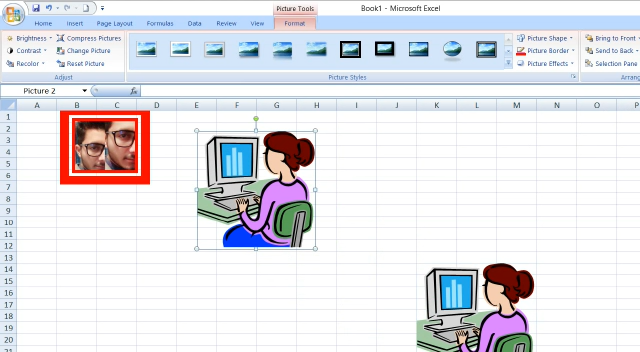 Picture Tools
Book1 - Microsoft Excel
Home Insert Page Layout Formulas Data Review View Format
Brightness Compress Pictures Picture Shape Bring to Front
Contrast Change Picture Picture Border Send to Back
Recolor Reset Picture Picture Effects Selection Pane
Adjust Picture Styles Arrang
Picture 2 fx
A B C D E F G H I J K L M N O P
1
2
3
4
5
6
7
8
9
10
11
12
13
14
15
16
17
18
19
20
21